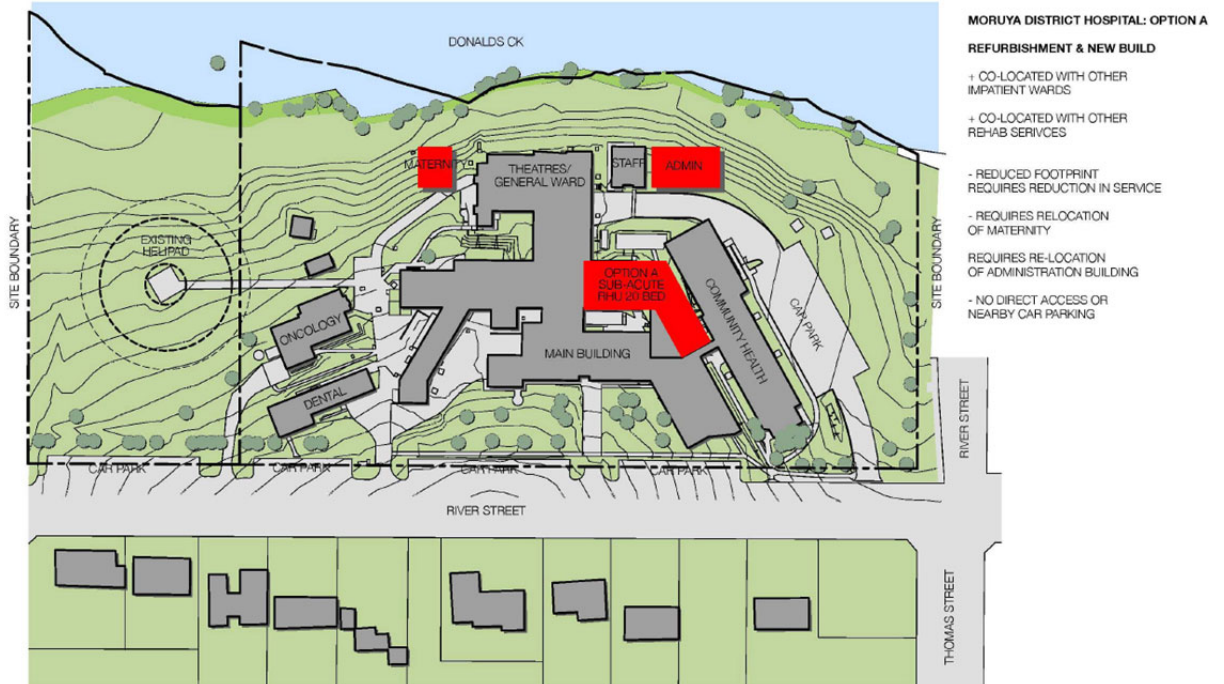 MORUYA DISTRICT HOSPITAL: OPTION A
REFURBISHMENT & NEW BUILD
+ CO-LOCATED WITH OTHER
IMPATIENT WARDS
+ CO-LOCATED WITH OTHER
REHAB SERIVCES
- REDUCED FOOTPRINT
REQUIRES REDUCTION IN SERVICE
- REQUIRES RELOCATION
OF MATERNITY
REQUIRES RE-LOCATION
OF ADMINISTRATION BUILDING
- NO DIRECT ACCESS OR
NEARBY CAR PARKING
DONALDS CK
MATERNITY
THEATRES/
GENERAL WARD
STAFF
ADMIN
SITE BOUNDARY
EXISTING
HELIPAD
OPTION A
SUB-ACUTE
RHU 20 BED
COMMUNITY HEALTH
CAR PARK
SITE BOUNDARY
ONCOLOGY
MAIN BUILDING
DENTAL
CAR PARK
CAR PARK
CAR PARK
CAR PARK
RIVER STREET
RIVER STREET
THOMAS STREET